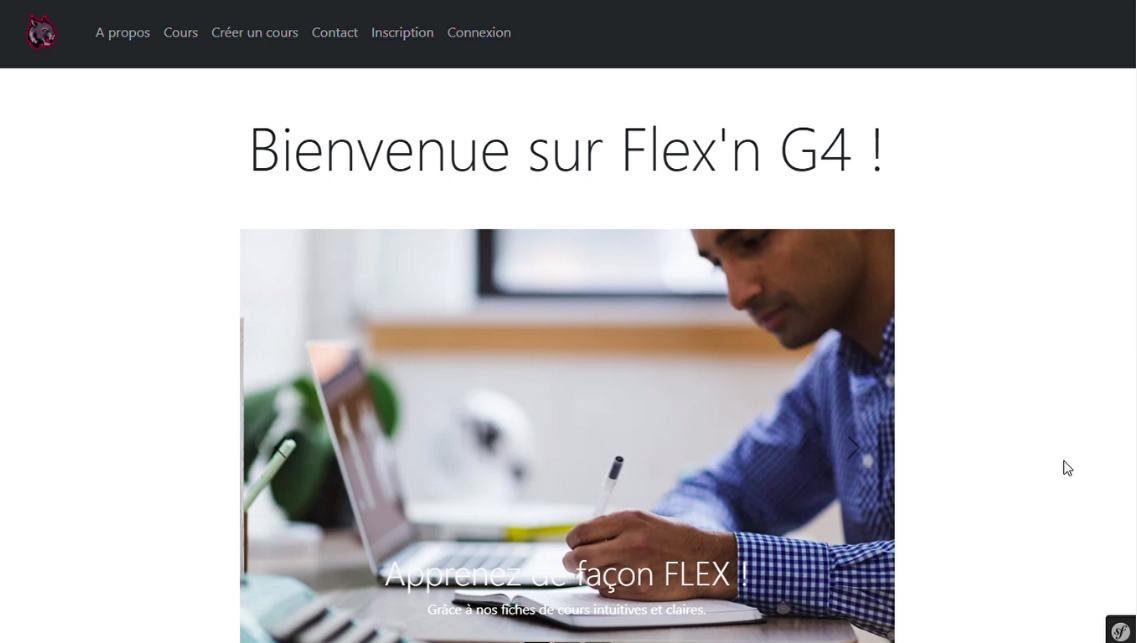 A propos Cours Créer un cours Contact Inscription Connexion
Bienvenue sur Flex'n G4 !
Apprenez de façon FLEX !
Grâce à nos fiches de cours intuitives et claires.
sf